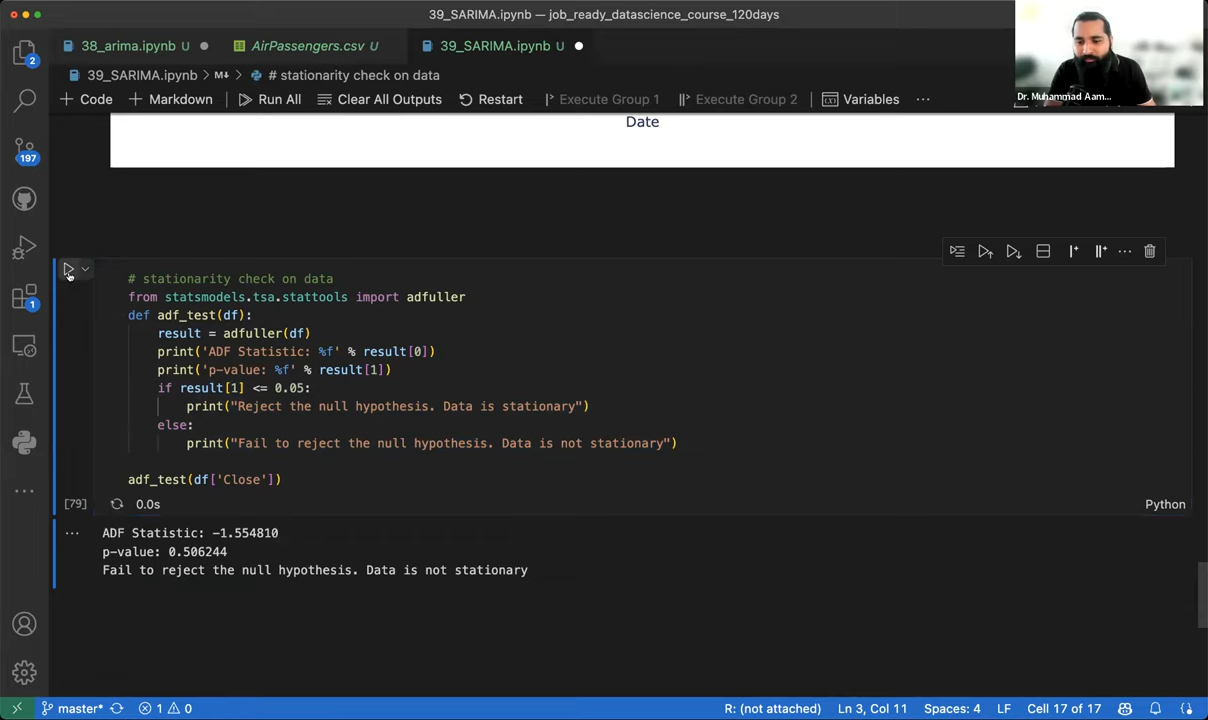 39_SARIMA.ipynb — job_ready_datascience_course_120days
38_arima.ipynb U
AirPassengers.csv U
39_SARIMA.ipynb U
39_SARIMA.ipynb > M↓ > # stationarity check on data
+ Code + Markdown Run All Clear All Outputs Restart Execute Group 1 Execute Group 2 Variables ...
Dr. Muhammad Aam...
2
197
1
Date
# stationarity check on data
from statsmodels.tsa.stattools import adfuller
def adf_test(df):
    result = adfuller(df)
    print('ADF Statistic: %f' % result[0])
    print('p-value: %f' % result[1])
    if result[1] <= 0.05:
        print("Reject the null hypothesis. Data is stationary")
    else:
        print("Fail to reject the null hypothesis. Data is not stationary")
adf_test(df['Close'])
[79] 0.0s Python
ADF Statistic: -1.554810
p-value: 0.506244
Fail to reject the null hypothesis. Data is not stationary
master* 1 0 R: (not attached) Ln 3, Col 11 Spaces: 4 LF Cell 17 of 17